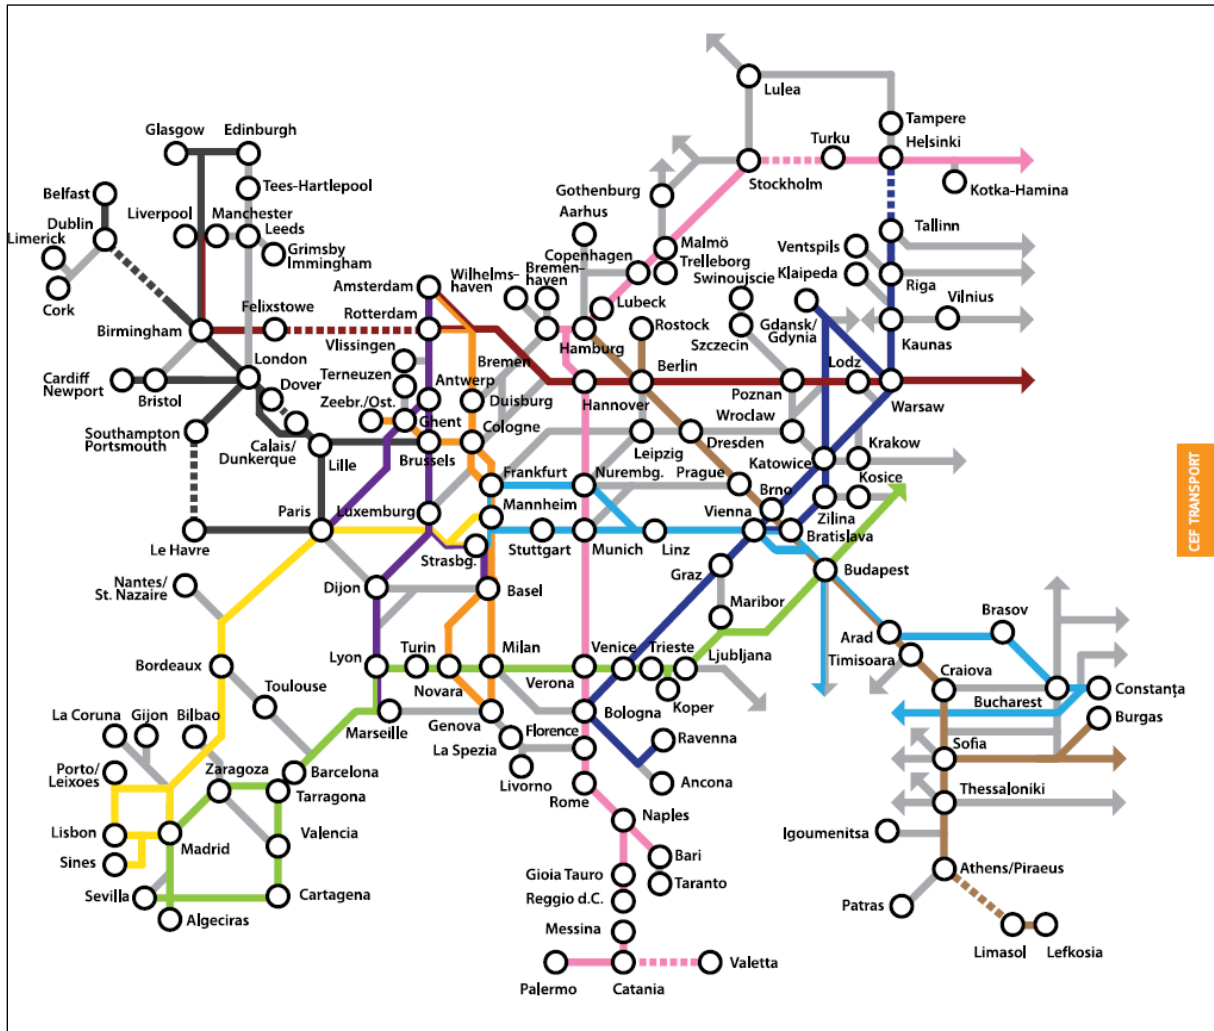 Lulea
Tampere
Glasgow
Edinburgh
Turku
Helsinki
Stockholm
Kotka-Hamina
Belfast
Tees-Hartlepool
Gothenburg
Aarhus
Liverpool
Manchester
Dublin
Leeds
Limerick
Grimsby
Immingham
Cork
Tallinn
Malmö
Trelleborg
Copenhagen
Ventspils
Klaipeda
Riga
Vilnius
Swinoujscie
Wilhelms-
haven
Bremen-
haven
Amsterdam
Lubeck
Felixstowe
Rotterdam
Birmingham
Hamburg
Rostock
Szczecin
Gdansk/
Gdynia
Kaunas
Vlissingen
London
Bremen
Lodz
Terneuzen
Cardiff
Newport
Bristol
Dover
Antwerp
Berlin
Hannover
Poznan
Warsaw
Zeebr./Ost.
Duisburg
Ghent
Wroclaw
Southampton
Portsmouth
Calais/
Dunkerque
Lille
Brussels
Cologne
Leipzig
Dresden
Krakow
Katowice
Frankfurt
Nurembg.
Prague
Kosice
Brno
Zilina
Mannheim
Luxemburg
Paris
Vienna
Le Havre
Strasbg.
Stuttgart
Munich
Linz
Bratislava
CEF TRANSPORT
Nantes/
St. Nazaire
Dijon
Basel
Graz
Budapest
Maribor
Brasov
Arad
Timisoara
Bordeaux
Lyon
Turin
Milan
Venice
Trieste
Ljubljana
Craiova
Toulouse
Novara
Verona
Koper
Bucharest
Constanţa
Burgas
La Coruna
Gijon
Bilbao
Marseille
Genova
Bologna
La Spezia
Florence
Ravenna
Sofia
Porto/
Leixoes
Zaragoza
Barcelona
Livorno
Ancona
Tarragona
Rome
Thessaloniki
Lisbon
Madrid
Valencia
Naples
Igoumenitsa
Sines
Bari
Gioia Tauro
Taranto
Athens/Piraeus
Sevilla
Cartagena
Reggio d.C.
Algeciras
Patras
Messina
Limasol
Lefkosia
Palermo
Catania
Valetta